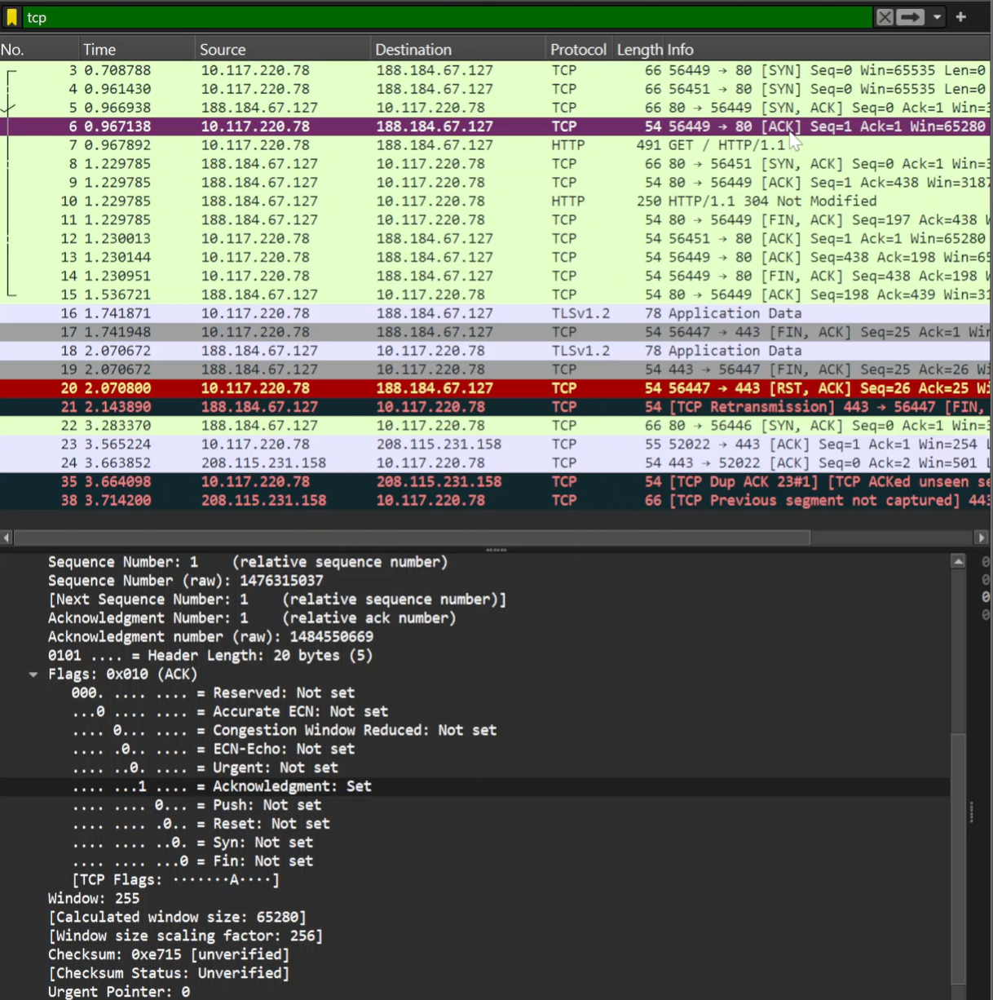 tcp
No. Time Source Destination Protocol Length Info
3 0.708788 10.117.220.78 188.184.67.127 TCP 66 56449 → 80 [SYN] Seq=0 Win=65535 Len=0
4 0.961430 10.117.220.78 188.184.67.127 TCP 66 56451 → 80 [SYN] Seq=0 Win=65535 Len=0
5 0.966938 188.184.67.127 10.117.220.78 TCP 66 80 → 56449 [SYN, ACK] Seq=0 Ack=1 Win=3
6 0.967138 10.117.220.78 188.184.67.127 TCP 54 56449 → 80 [ACK] Seq=1 Ack=1 Win=65280
7 0.967892 10.117.220.78 188.184.67.127 HTTP 491 GET / HTTP/1.1
8 1.229785 188.184.67.127 10.117.220.78 TCP 66 80 → 56451 [SYN, ACK] Seq=0 Ack=1 Win=3
9 1.229785 188.184.67.127 10.117.220.78 TCP 54 80 → 56449 [ACK] Seq=1 Ack=438 Win=3187
10 1.229785 188.184.67.127 10.117.220.78 HTTP 250 HTTP/1.1 304 Not Modified
11 1.229785 188.184.67.127 10.117.220.78 TCP 54 80 → 56449 [FIN, ACK] Seq=197 Ack=438 W
12 1.230013 10.117.220.78 188.184.67.127 TCP 54 56451 → 80 [ACK] Seq=1 Ack=1 Win=65280
13 1.230144 10.117.220.78 188.184.67.127 TCP 54 56449 → 80 [ACK] Seq=438 Ack=198 Win=65
14 1.230951 10.117.220.78 188.184.67.127 TCP 54 56449 → 80 [FIN, ACK] Seq=438 Ack=198 W
15 1.536721 188.184.67.127 10.117.220.78 TCP 54 80 → 56449 [ACK] Seq=198 Ack=439 Win=31
16 1.741871 10.117.220.78 188.184.67.127 TLSv1.2 78 Application Data
17 1.741948 10.117.220.78 188.184.67.127 TCP 54 56447 → 443 [FIN, ACK] Seq=25 Ack=1 Win
18 2.070672 188.184.67.127 10.117.220.78 TLSv1.2 78 Application Data
19 2.070672 188.184.67.127 10.117.220.78 TCP 54 443 → 56447 [FIN, ACK] Seq=25 Ack=26 Wi
20 2.070800 10.117.220.78 188.184.67.127 TCP 54 56447 → 443 [RST, ACK] Seq=26 Ack=25 Wi
21 2.143890 188.184.67.127 10.117.220.78 TCP 54 [TCP Retransmission] 443 → 56447 [FIN,
22 3.283370 188.184.67.127 10.117.220.78 TCP 66 80 → 56446 [SYN, ACK] Seq=0 Ack=1 Win=3
23 3.565224 10.117.220.78 208.115.231.158 TCP 55 52022 → 443 [ACK] Seq=1 Ack=1 Win=254 L
24 3.663852 208.115.231.158 10.117.220.78 TCP 54 443 → 52022 [ACK] Seq=0 Ack=2 Win=501 L
35 3.664098 10.117.220.78 208.115.231.158 TCP 54 [TCP Dup ACK 23#1] [TCP ACKed unseen se
38 3.714200 208.115.231.158 10.117.220.78 TCP 66 [TCP Previous segment not captured] 443
Sequence Number: 1 (relative sequence number)
Sequence Number (raw): 1476315037
[Next Sequence Number: 1 (relative sequence number)]
Acknowledgment Number: 1 (relative ack number)
Acknowledgment number (raw): 1484550669
0101 .... = Header Length: 20 bytes (5)
Flags: 0x010 (ACK)
000. .... .... = Reserved: Not set
...0 .... .... = Accurate ECN: Not set
.... 0... .... = Congestion Window Reduced: Not set
.... .0.. .... = ECN-Echo: Not set
.... ..0. .... = Urgent: Not set
.... ...1 .... = Acknowledgment: Set
.... .... 0... = Push: Not set
.... .... .0.. = Reset: Not set
.... .... ..0. = Syn: Not set
.... .... ...0 = Fin: Not set
[TCP Flags: ·······A····]
Window: 255
[Calculated window size: 65280]
[Window size scaling factor: 256]
Checksum: 0xe715 [unverified]
[Checksum Status: Unverified]
Urgent Pointer: 0